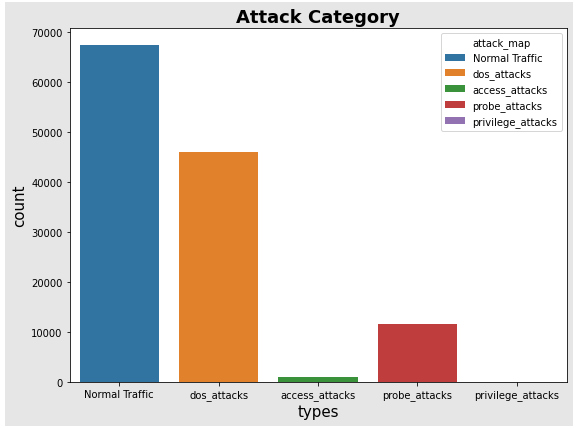 Attack Category
70000
60000
50000
40000
30000
20000
10000
0
count
attack_map
Normal Traffic
dos_attacks
access_attacks
probe_attacks
privilege_attacks
Normal Traffic dos_attacks access_attacks probe_attacks privilege_attacks
types